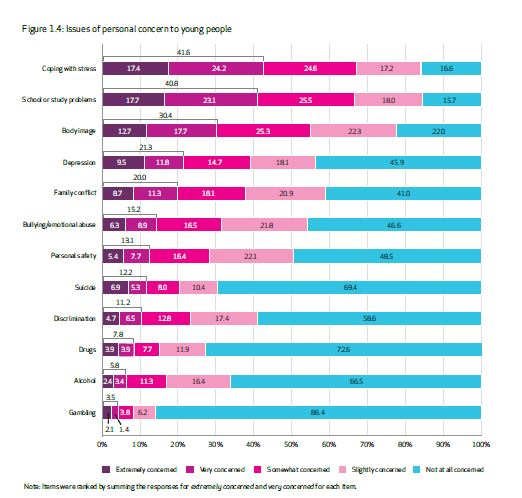 Figure 1.4: Issues of personal concern to young people
41.6
Coping with stress 17.4 24.2 24.6 17.2 16.6
40.8
School or study problems 17.7 23.1 25.5 18.0 15.7
30.4
Body image 12.7 17.7 25.3 22.3 22.0
21.3
Depression 9.5 11.8 14.7 18.1 45.9
20.0
Family conflict 8.7 11.3 18.1 20.9 41.0
15.2
Bullying/emotional abuse 6.3 8.9 16.5 21.8 46.6
13.1
Personal safety 5.4 7.7 16.4 22.1 48.5
12.2
Suicide 6.9 5.3 8.0 10.4 69.4
11.2
Discrimination 4.7 6.5 12.8 17.4 58.6
7.8
Drugs 3.9 3.9 7.7 11.9 72.6
5.8
Alcohol 2.4 3.4 11.3 16.4 66.5
3.5
Gambling 3.8 6.2 86.4
2.1 1.4
0% 10% 20% 30% 40% 50% 60% 70% 80% 90% 100%
Extremely concerned Very concerned Somewhat concerned Slightly concerned Not at all concerned
Note: Items were ranked by summing the responses for extremely concerned and very concerned for each item.